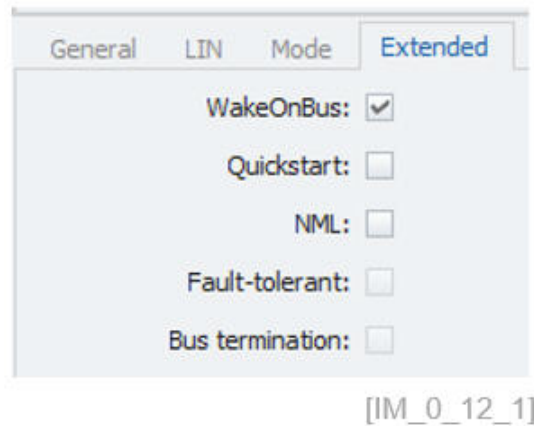 General LIN Mode Extended
WakeOnBus:
Quickstart:
NML:
Fault-tolerant:
Bus termination:
[IM_0_12_1]